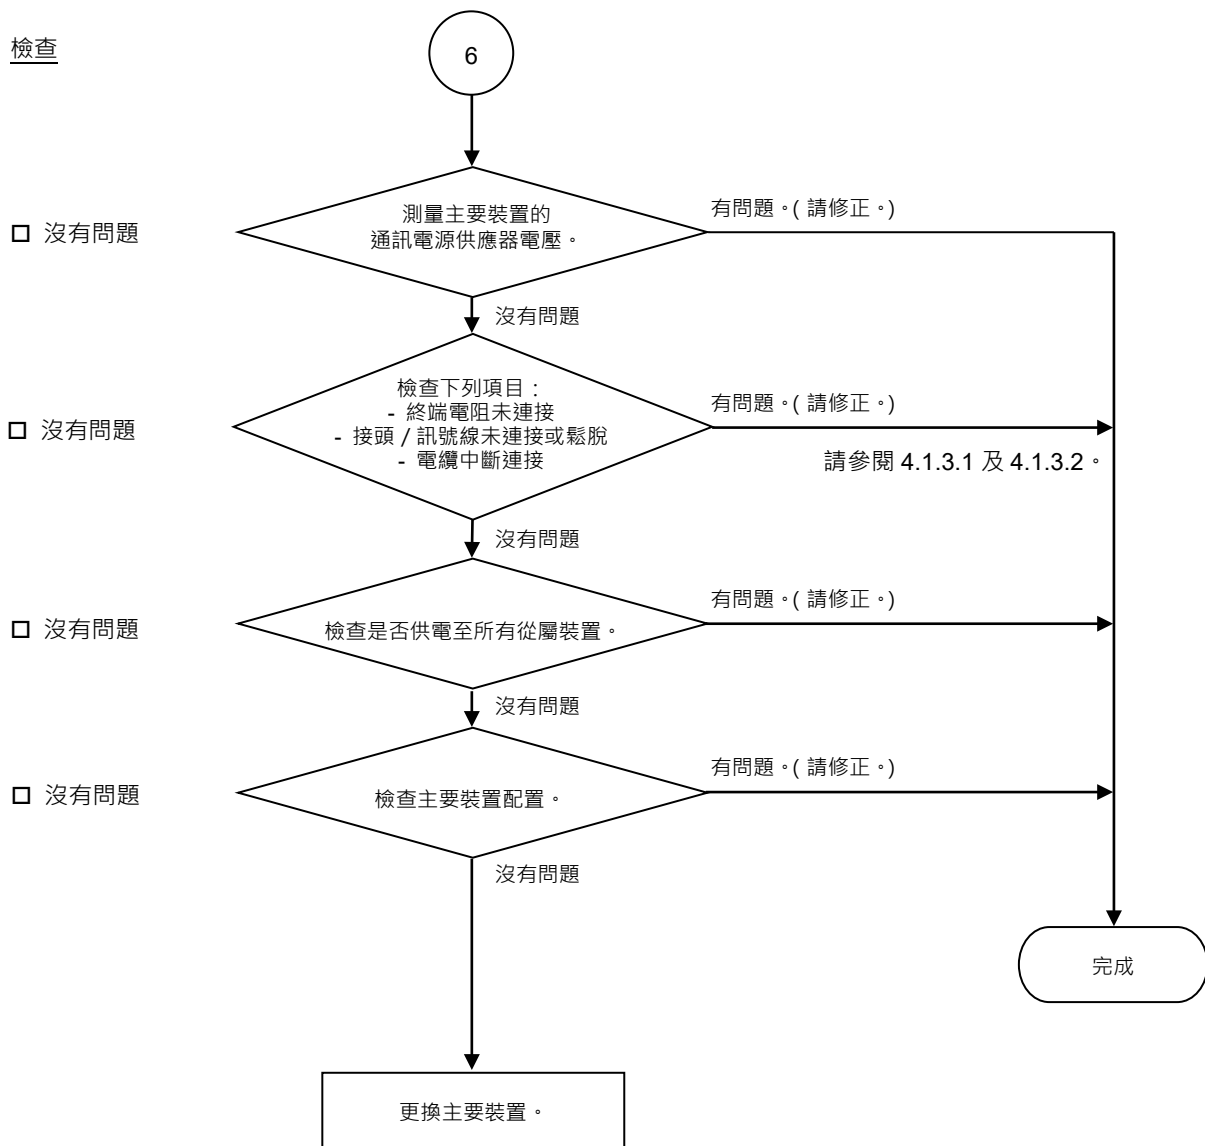 檢查
6
測量主要裝置的
通訊電源供應器電壓。
有問題。( 請修正。)
□ 沒有問題
沒有問題
檢查下列項目：
- 終端電阻未連接
- 接頭 / 訊號線未連接或鬆脫
- 電纜中斷連接
有問題。( 請修正。)
□ 沒有問題
請參閱 4.1.3.1 及 4.1.3.2。
沒有問題
檢查是否供電至所有從屬裝置。
有問題。( 請修正。)
□ 沒有問題
沒有問題
檢查主要裝置配置。
有問題。( 請修正。)
□ 沒有問題
沒有問題
完成
更換主要裝置。